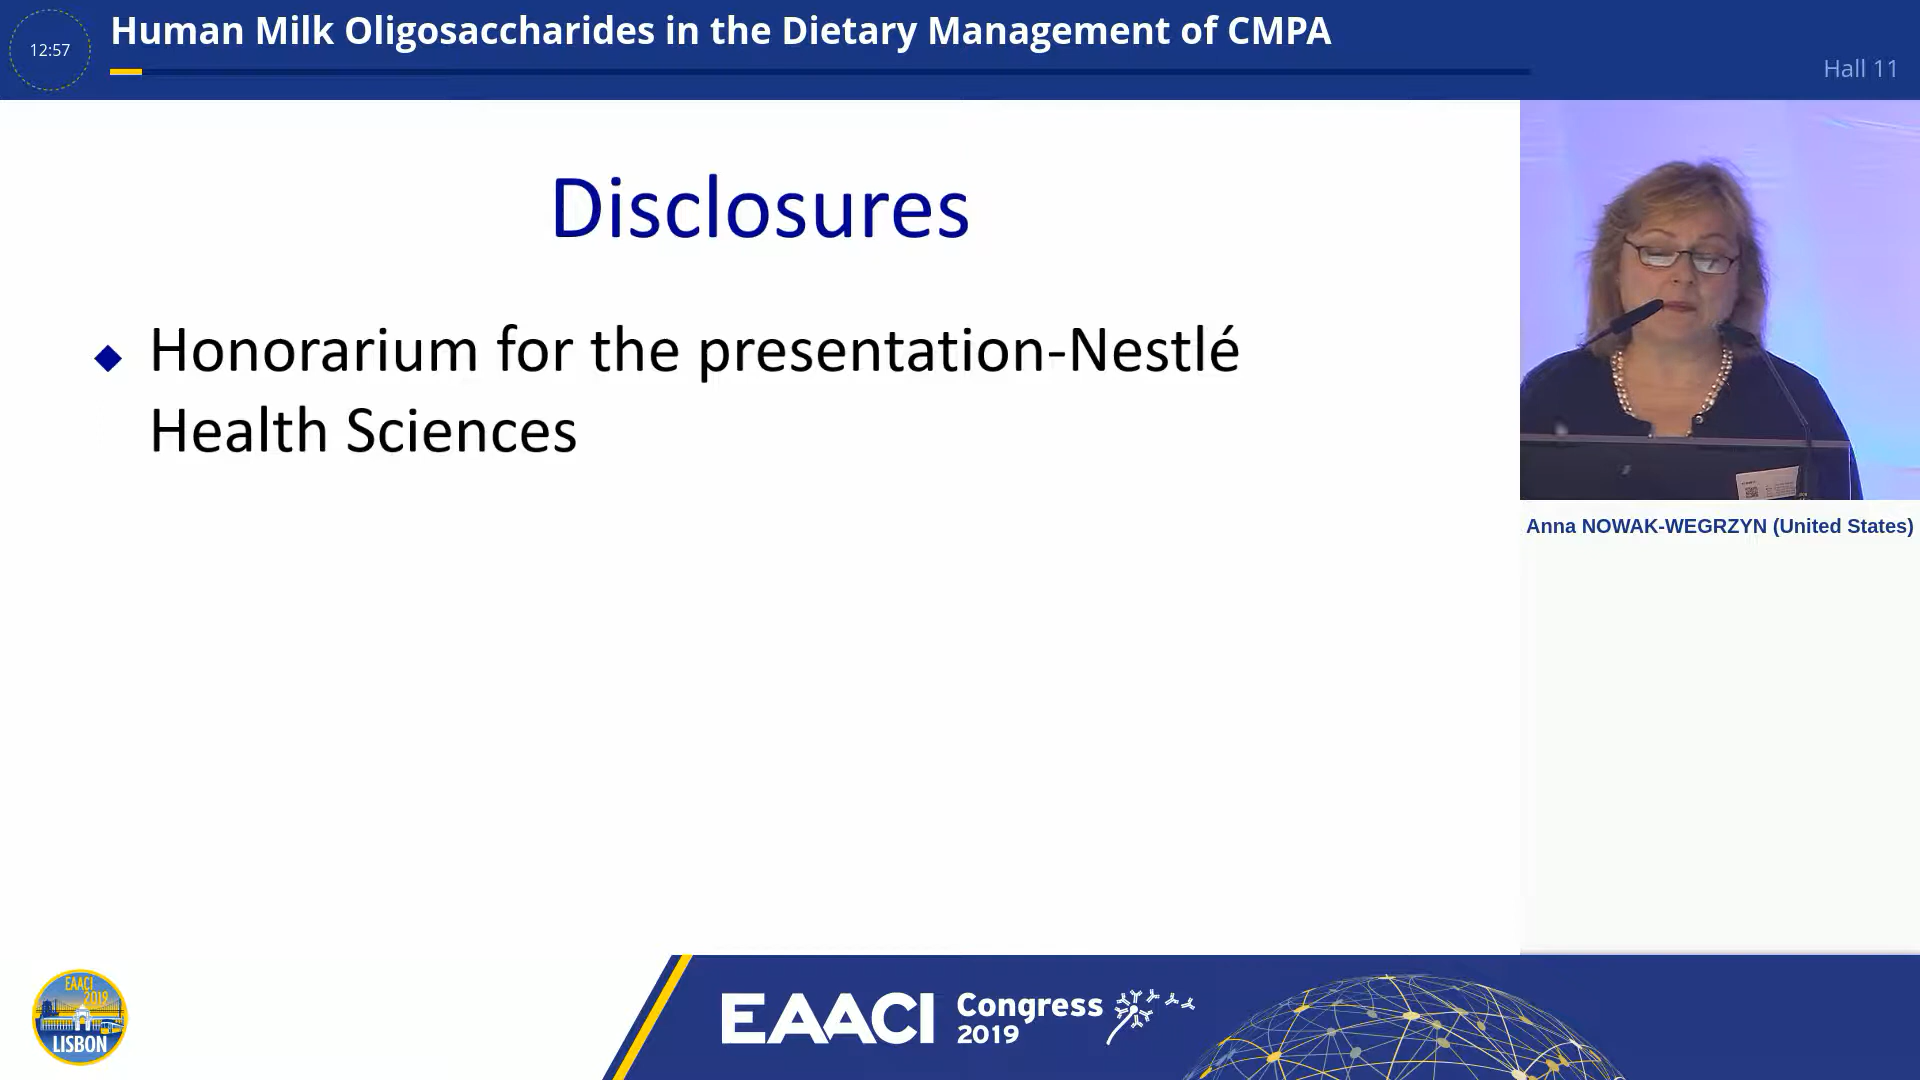 12:57
Human Milk Oligosaccharides in the Dietary Management of CMPA
Hall 11
Disclosures
Honorarium for the presentation-Nestlé
Health Sciences
Anna NOWAK-WEGRZYN (United States)
EAACI
2019
LISBON
EAACI Congress
2019